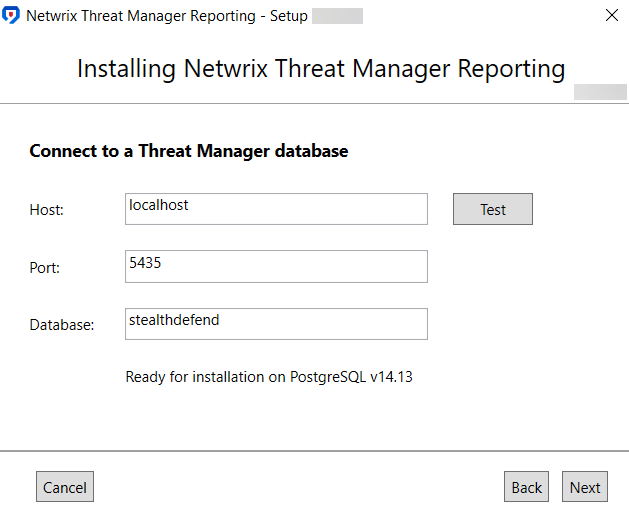 Netwrix Threat Manager Reporting - Setup
Installing Netwrix Threat Manager Reporting
Connect to a Threat Manager database
Host:
localhost
Test
Port:
5435
Database:
stealthdefend
Ready for installation on PostgreSQL v14.13
Cancel
Back
Next